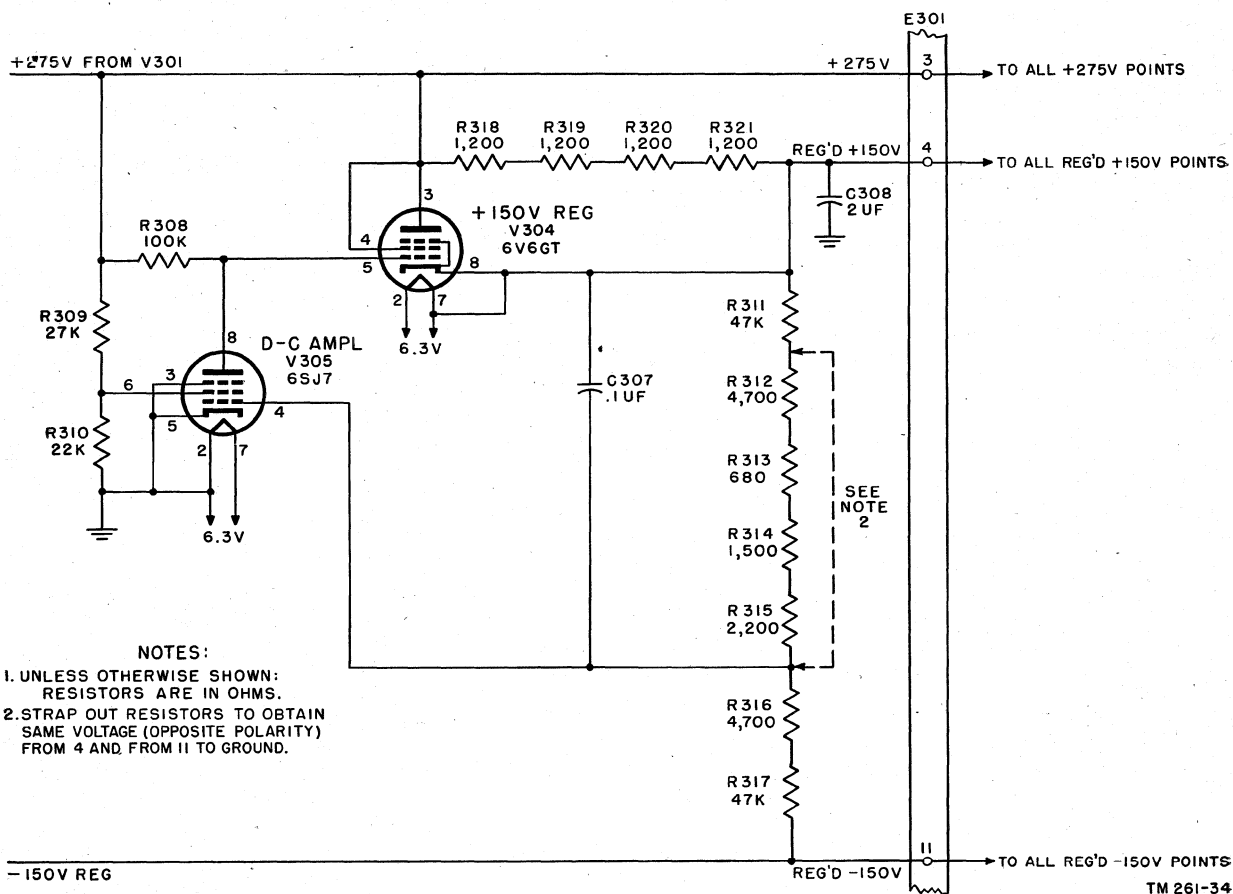 E301
+275V FROM V301
+275V
3
TO ALL +275V POINTS
R318
1,200
R319
1,200
R320
1,200
R321
1,200
REG'D +150V
4
TO ALL REG'D +150V POINTS
C308
2UF
3
+150V REG
V304
6V6GT
4
5
8
2
7
6.3V
R308
100K
R309
27K
D-C AMPL
V305
6SJ7
8
3
6
5
4
2
7
6.3V
R310
22K
C307
.1UF
R311
47K
R312
4,700
R313
680
R314
1,500
R315
2,200
SEE
NOTE
2
R316
4,700
R317
47K
NOTES:
1. UNLESS OTHERWISE SHOWN:
RESISTORS ARE IN OHMS.
2. STRAP OUT RESISTORS TO OBTAIN
SAME VOLTAGE (OPPOSITE POLARITY)
FROM 4 AND FROM 11 TO GROUND.
-150V REG
REG'D -150V
11
TO ALL REG'D -150V POINTS
TM 261-34